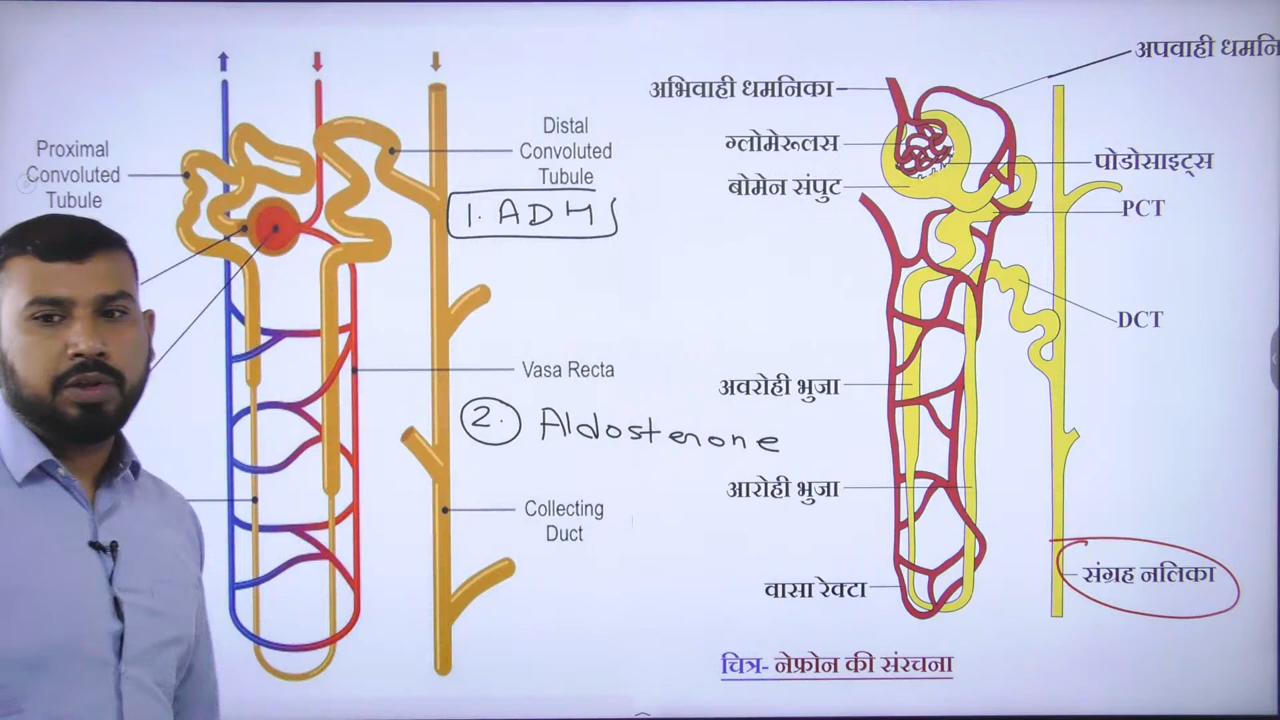 Proximal
Convoluted
Tubule
Distal
Convoluted
Tubule
1. ADH
Vasa Recta
2. Aldosterone
Collecting
Duct
अपवाही धमनि
अभिवाही धमनिका
ग्लोमेरूलस
पोडोसाइट्स
बोमेन संपुट
PCT
DCT
अवरोही भुजा
आरोही भुजा
संग्रह नलिका
वासा रेक्टा
चित्र- नेफ्रोन की संरचना